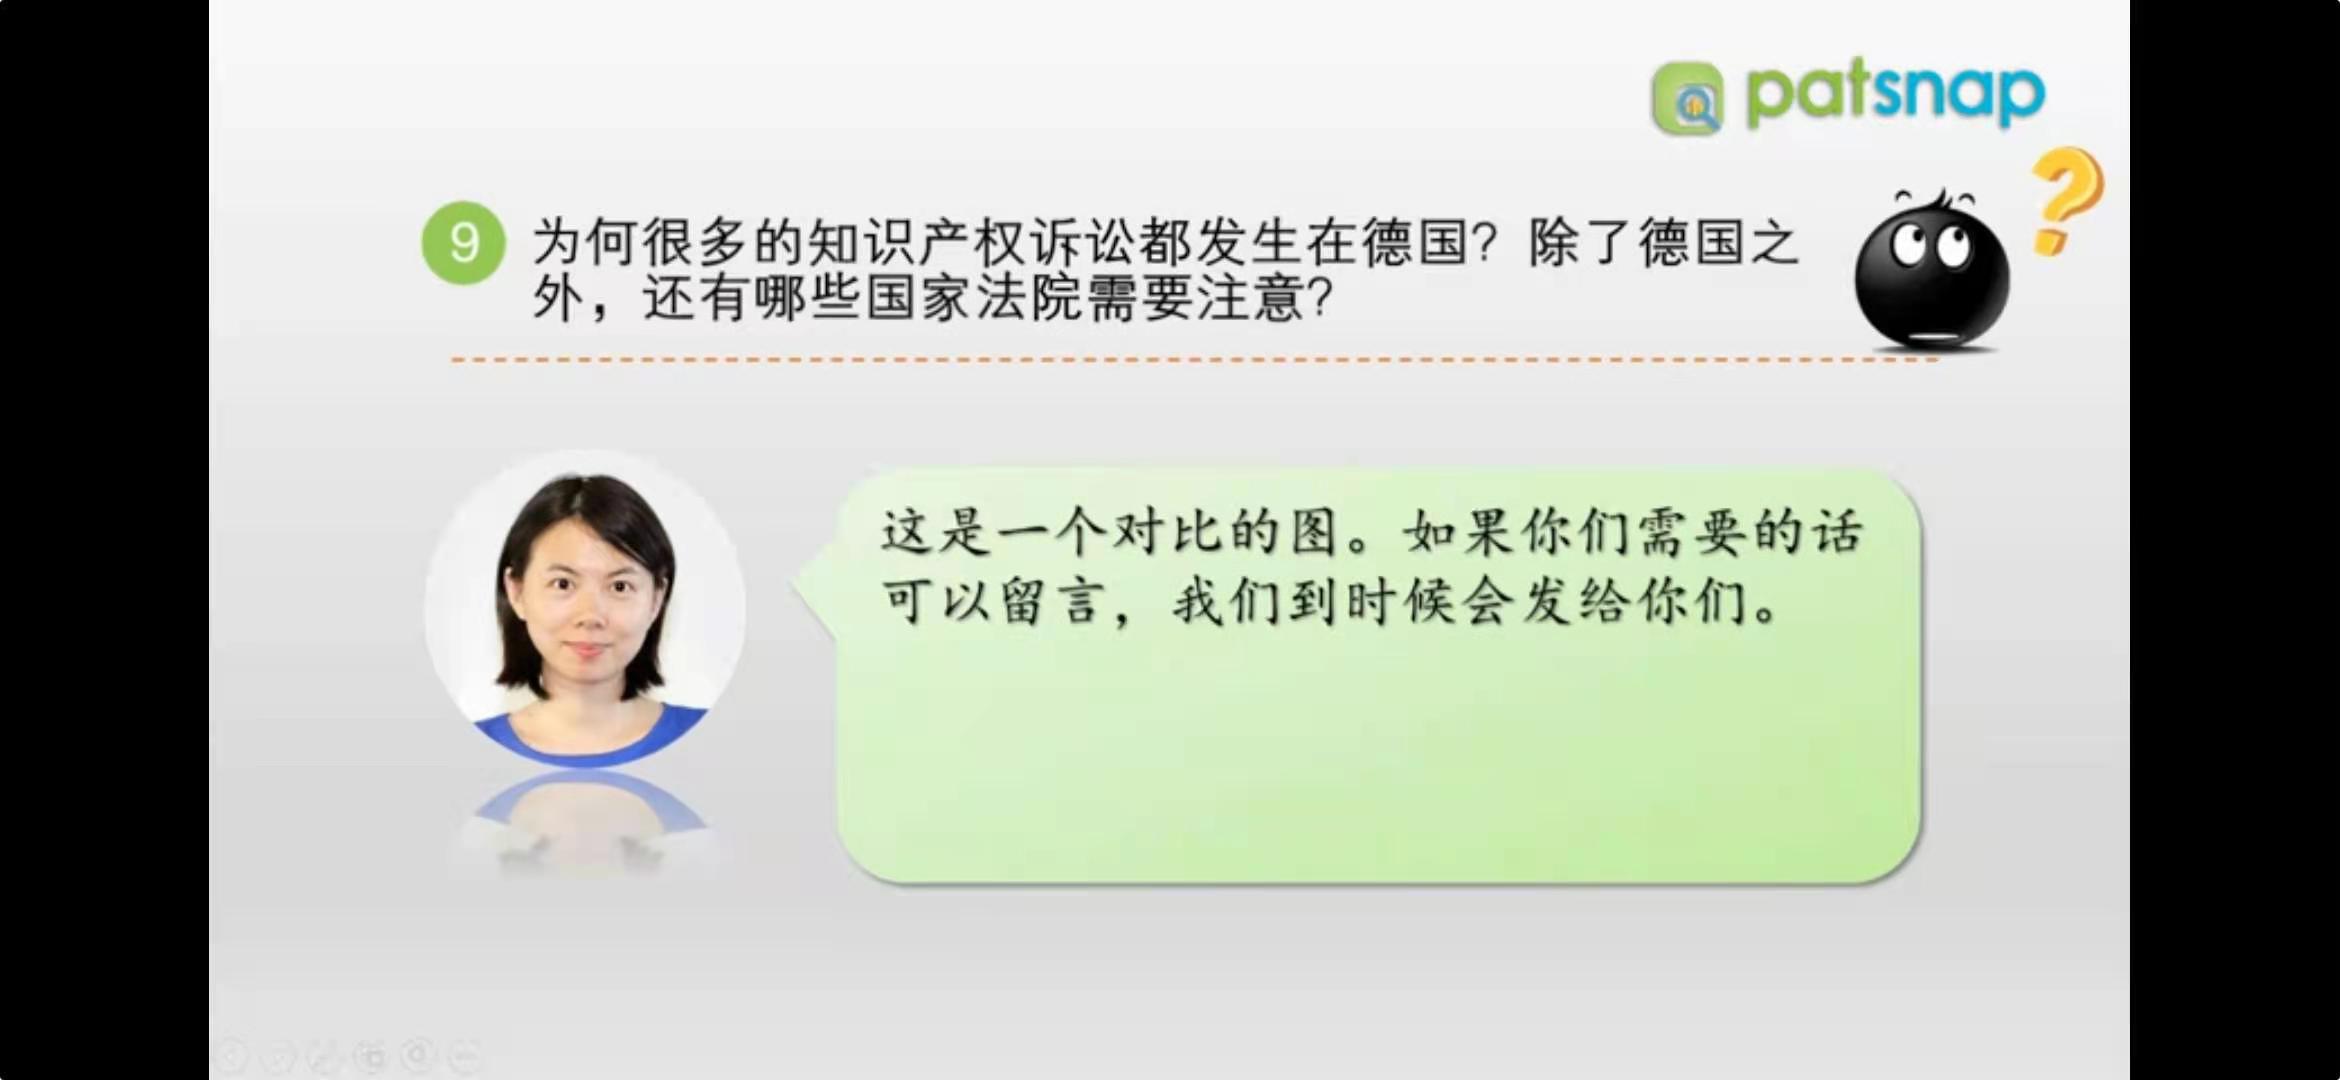 patsnap
9 为何很多的知识产权诉讼都发生在德国？除了德国之
外，还有哪些国家法院需要注意？
这是一个对比的图。如果你们需要的话
可以留言，我们到时候会发给你们。